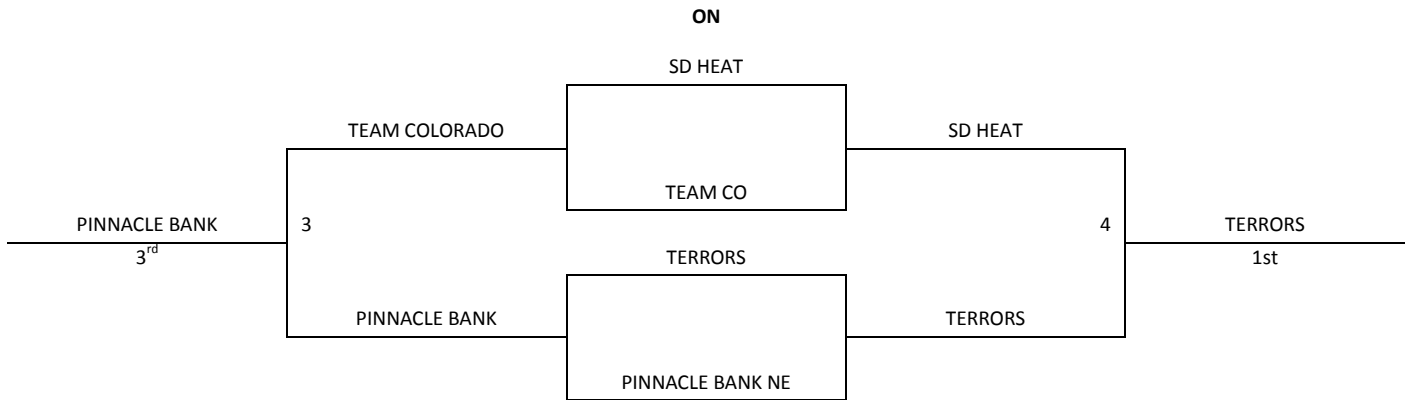 ON
SD HEAT
TEAM COLORADO
SD HEAT
TEAM CO
PINNACLE BANK
3
4
TERRORS
3rd
TERRORS
1st
PINNACLE BANK
TERRORS
PINNACLE BANK NE